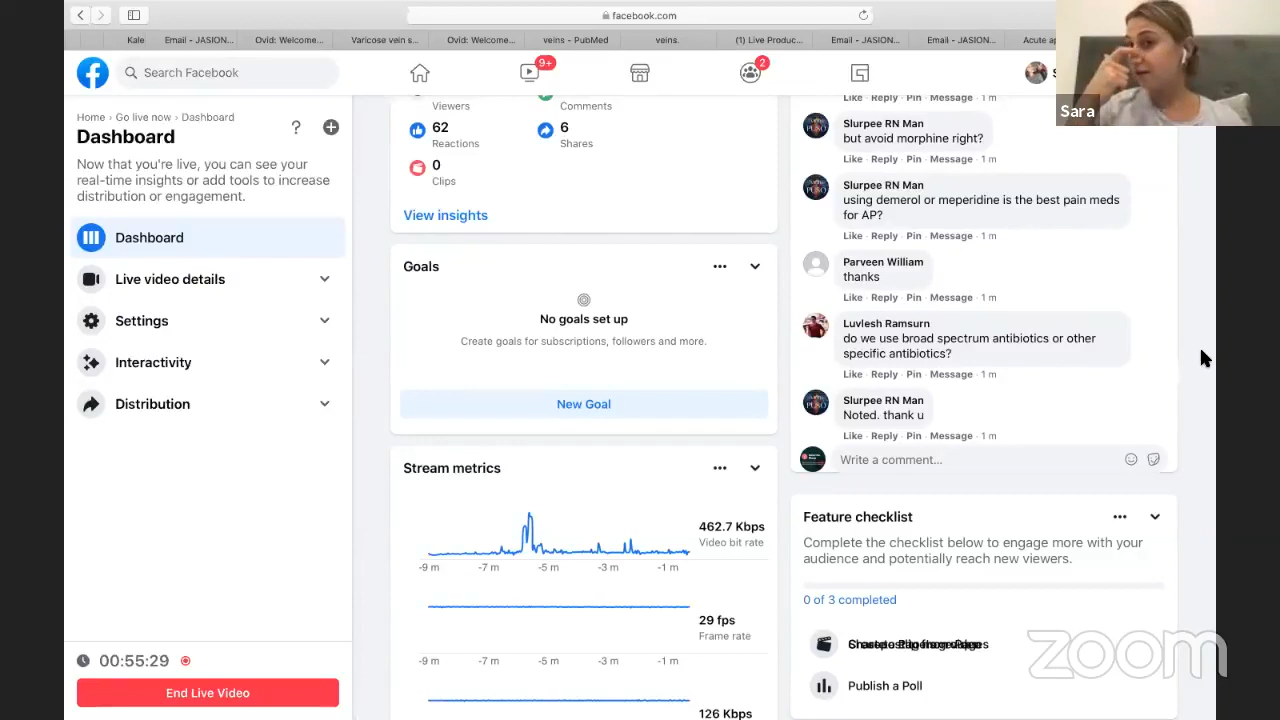 facebook.com
Kale
Email - JASION...
Ovid: Welcome...
Varicose vein s...
Ovid: Welcome...
veins - PubMed
veins.
(1) Live Produc...
Email - JASION...
Email - JASION...
Acute ap
Search Facebook
9+
2
S
Sara
Home › Go live now › Dashboard
Dashboard
Now that you're live, you can see your
real-time insights or add tools to increase
distribution or engagement.
Dashboard
Live video details
Settings
Interactivity
Distribution
00:55:29
End Live Video
Viewers
Comments
62
Reactions
6
Shares
0
Clips
View insights
Goals
No goals set up
Create goals for subscriptions, followers and more.
New Goal
Stream metrics
462.7 Kbps
Video bit rate
-9 m -7 m -5 m -3 m -1 m
29 fps
Frame rate
-9 m -7 m -5 m -3 m -1 m
126 Kbps
Like · Reply · Pin · Message · 1 m
Slurpee RN Man
but avoid morphine right?
Like · Reply · Pin · Message · 1 m
Slurpee RN Man
using demerol or meperidine is the best pain meds
for AP?
Like · Reply · Pin · Message · 1 m
Parveen William
thanks
Like · Reply · Pin · Message · 1 m
Luvlesh Ramsurn
do we use broad spectrum antibiotics or other
specific antibiotics?
Like · Reply · Pin · Message · 1 m
Slurpee RN Man
Noted. thank u
Like · Reply · Pin · Message · 1 m
Write a comment...
Feature checklist
Complete the checklist below to engage more with your
audience and potentially reach new viewers.
0 of 3 completed
Publish a Poll
zoom